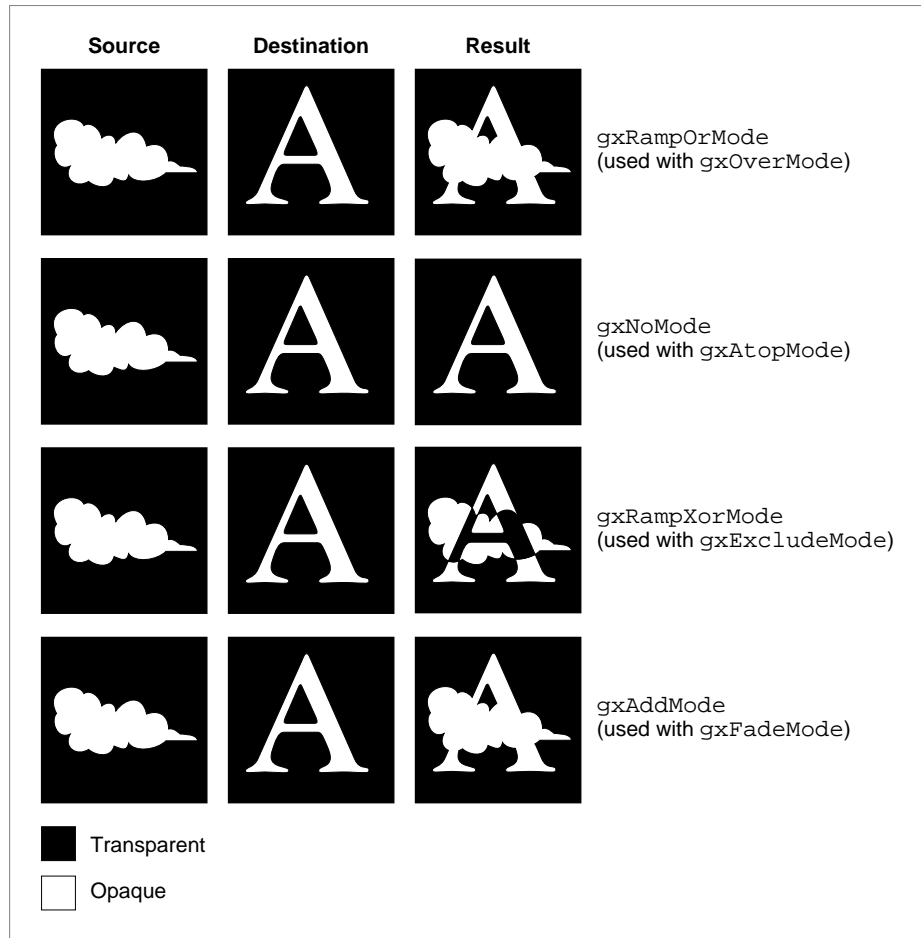 Source Destination Result
gxRampOrMode
(used with gxOverMode)
gxNoMode
(used with gxAtopMode)
gxRampXorMode
(used with gxExcludeMode)
gxAddMode
(used with gxFadeMode)
Transparent
Opaque